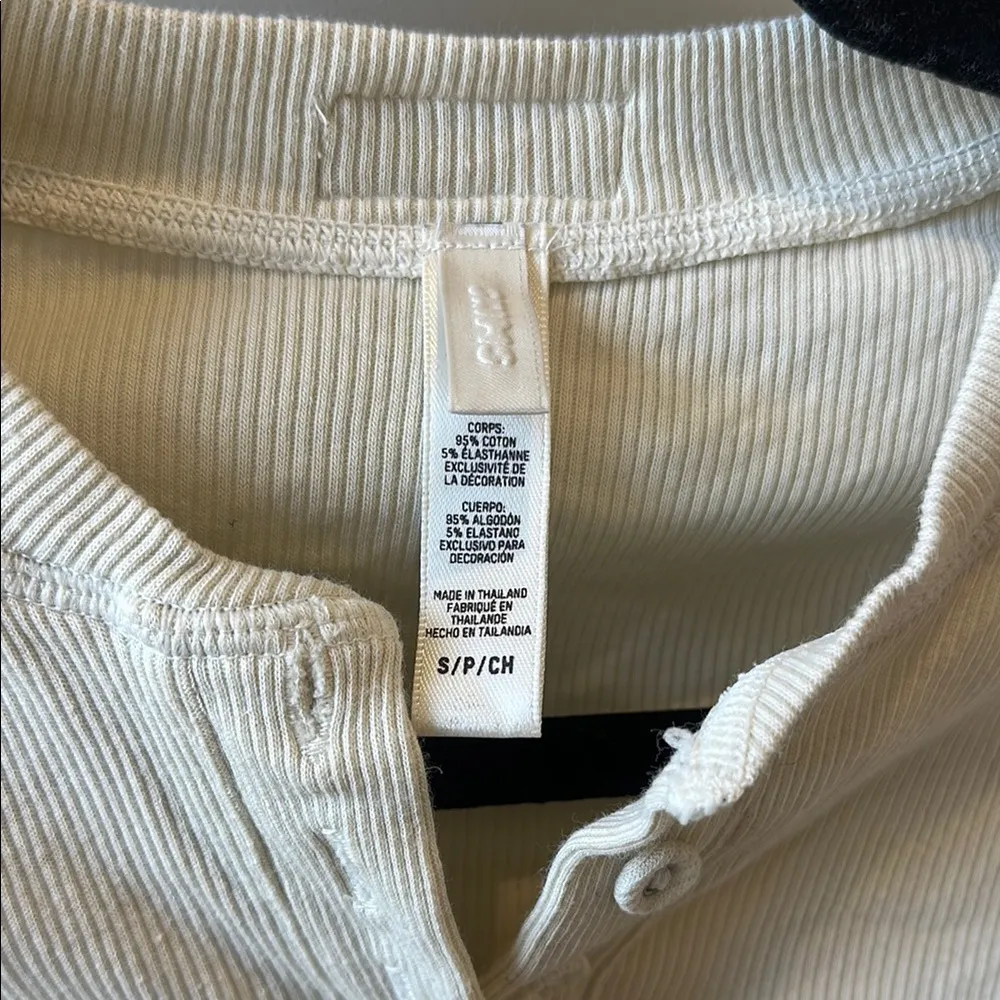 SKIMS
CORPS:
95% COTON
5% ÉLASTHANNE
EXCLUSIVITÉ DE
LA DÉCORATION
CUERPO:
95% ALGODÓN
5% ELASTANO
EXCLUSIVO PARA
DECORACIÓN
MADE IN THAILAND
FABRIQUÉ EN
THAILANDE
HECHO EN TAILANDIA
S/P/CH